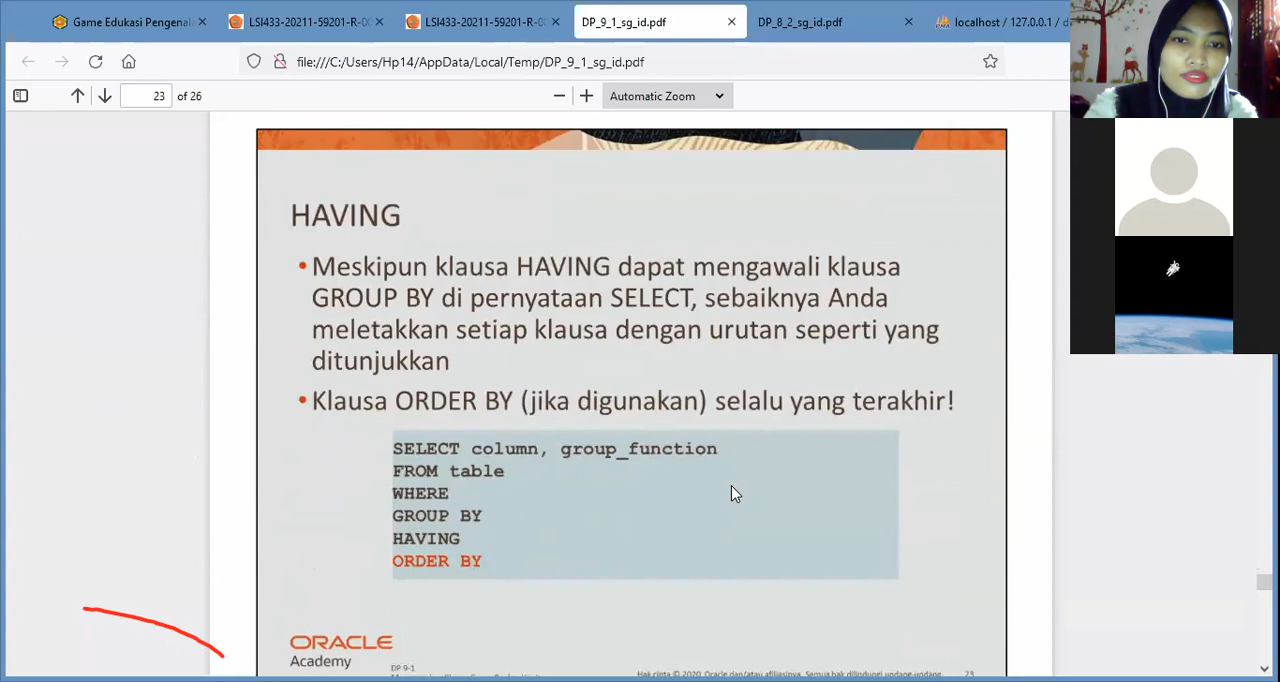 Game Edukasi Pengenal
LSI433-20211-59201-R-0
LSI433-20211-59201-R-0
DP_9_1_sg_id.pdf
DP_8_2_sg_id.pdf
localhost / 127.0.0.1 / d
file:///C:/Users/Hp14/AppData/Local/Temp/DP_9_1_sg_id.pdf
23 of 26
Automatic Zoom
HAVING
•Meskipun klausa HAVING dapat mengawali klausa
GROUP BY di pernyataan SELECT, sebaiknya Anda
meletakkan setiap klausa dengan urutan seperti yang
ditunjukkan
•Klausa ORDER BY (jika digunakan) selalu yang terakhir!
SELECT column, group_function
FROM table
WHERE
GROUP BY
HAVING
ORDER BY
ORACLE
Academy
DP 9-1
Hak cipta © 2020, Oracle dan/atau afiliasinya. Semua hak dilindungi undang-undang.
23